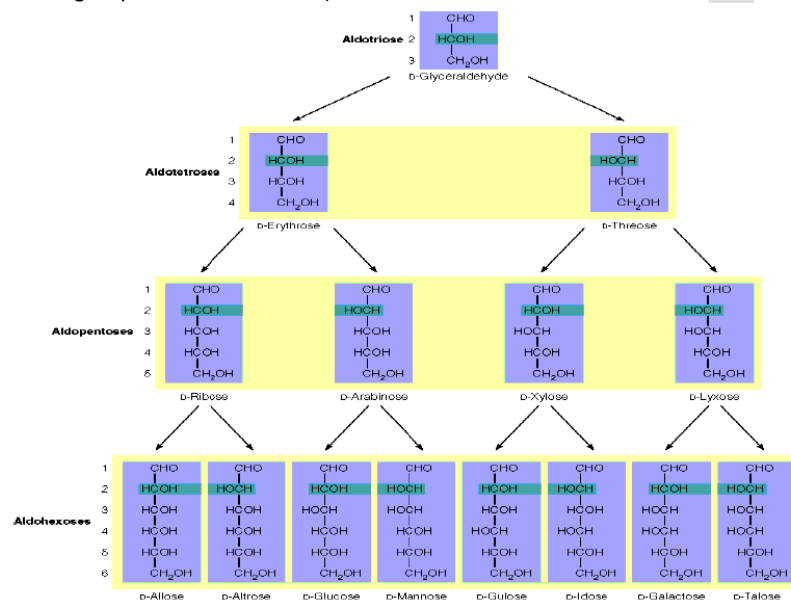 1 CHO
Aldotriose 2 HCOH
3 CH2OH
D-Glyceraldehyde
1 CHO CHO
2 HCOH HOCH
Aldotetroses
3 HCOH HCOH
4 CH2OH CH2OH
D-Erythrose D-Threose
1 CHO CHO CHO CHO
2 HCOH HOCH HCOH HOCH
Aldopentoses 3 HCOH HCOH HOCH HOCH
4 HCOH HCOH HCOH HCOH
5 CH2OH CH2OH CH2OH CH2OH
D-Ribose D-Arabinose D-Xylose D-Lyxose
1 CHO CHO CHO CHO CHO CHO CHO CHO
2 HCOH HOCH HCOH HOCH HCOH HOCH HCOH HOCH
3 HCOH HCOH HOCH HOCH HCOH HCOH HOCH HCOH
Aldohexoses
4 HCOH HCOH HCOH HCOH HOCH HOCH HOCH HCOH
5 HCOH HCOH HCOH HCOH HCOH HCOH HCOH HCOH
6 CH2OH CH2OH CH2OH CH2OH CH2OH CH2OH CH2OH CH2OH
D-Allose D-Altrose D-Glucose D-Mannose D-Gulose D-Idose D-Galactose D-Talose